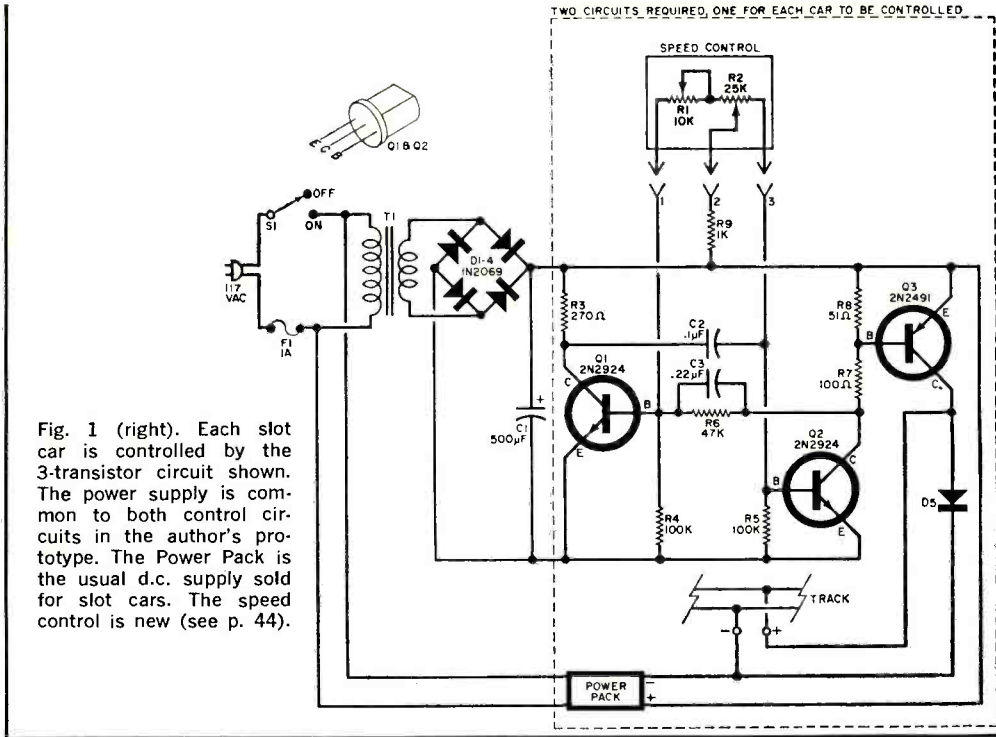 TWO CIRCUITS REQUIRED, ONE FOR EACH CAR TO BE CONTROLLED
SPEED CONTROL
R1
10K
R2
25K
E
C
B
Q1 & Q2
OFF
S1
ON
T1
117
VAC
F1
1A
D1-4
1N2069
1
2
3
R9
1K
R3
270Ω
C2
.1µF
C3
.22µF
Q1
2N2924
C
B
E
R6
47K
C1
500µF
+
R8
51Ω
Q3
2N2491
E
B
C
R7
100Ω
Q2
2N2924
C
B
E
R4
100K
R5
100K
D5
TRACK
- +
POWER
PACK
-
+
Fig. 1 (right). Each slot
car is controlled by the
3-transistor circuit shown.
The power supply is com-
mon to both control cir-
cuits in the author's pro-
totype. The Power Pack is
the usual d.c. supply sold
for slot cars. The speed
control is new (see p. 44).